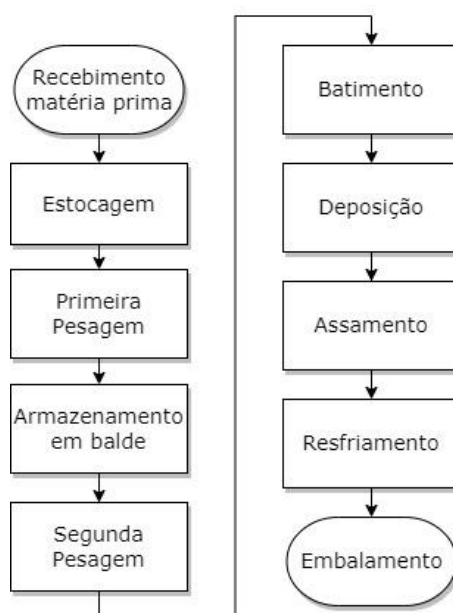 Recebimento
matéria prima
Estocagem
Primeira
Pesagem
Armazenamento
em balde
Segunda
Pesagem
Batimento
Deposição
Assamento
Resfriamento
Embalamento